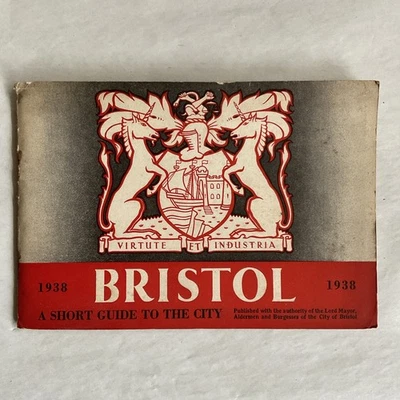 VIRTUTE ET INDUSTRIA
1938 BRISTOL 1938
A SHORT GUIDE TO THE CITY
Published with the authority of the Lord Mayor,
Aldermen and Burgesses of the City of Bristol